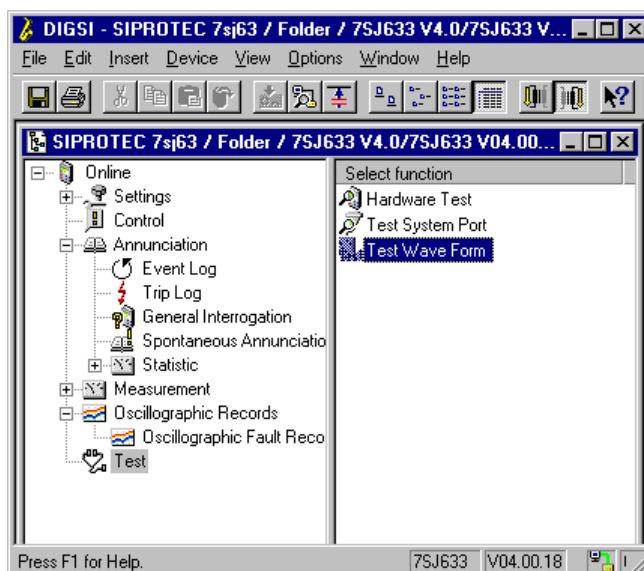 DIGSI - SIPROTEC 7sj63 / Folder / 7SJ633 V4.0/7SJ633 V...
File Edit Insert Device View Options Window Help
SIPROTEC 7sj63 / Folder / 7SJ633 V4.0/7SJ633 V04.00...
Online
Settings
Control
Annunciation
Event Log
Trip Log
General Interrogation
Spontaneous Annunciatio
Statistic
Measurement
Oscillographic Records
Oscillographic Fault Reco
Test
Select function
Hardware Test
Test System Port
Test Wave Form
Press F1 for Help. 7SJ633 V04.00.18